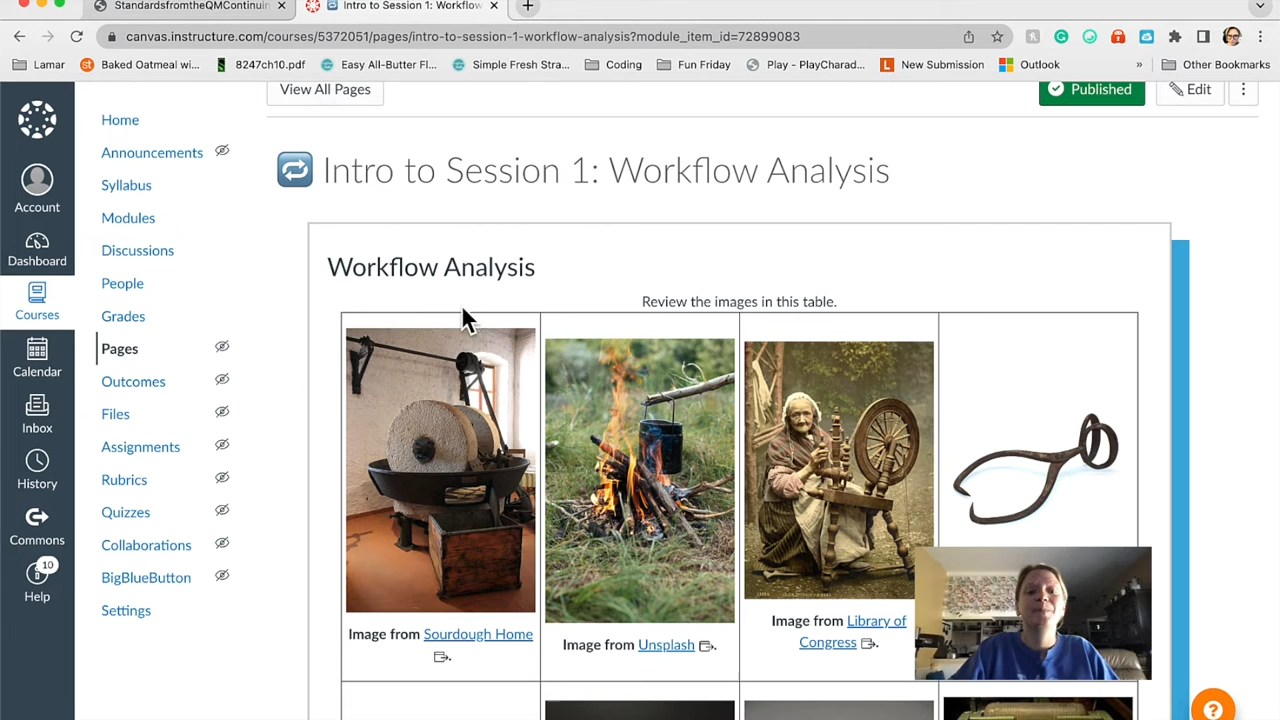 StandardsfromtheQMContinuin
Intro to Session 1: Workflow
canvas.instructure.com/courses/5372051/pages/intro-to-session-1-workflow-analysis?module_item_id=72899083
Lamar
Baked Oatmeal wi...
8247ch10.pdf
Easy All-Butter Fl...
Simple Fresh Stra...
Coding
Fun Friday
Play - PlayCharad...
New Submission
Outlook
»
Other Bookmarks
View All Pages
Published
Edit
Account
Dashboard
Courses
Calendar
Inbox
History
Commons
10
Help
Home
Announcements
Syllabus
Modules
Discussions
People
Grades
Pages
Outcomes
Files
Assignments
Rubrics
Quizzes
Collaborations
BigBlueButton
Settings
Intro to Session 1: Workflow Analysis
Workflow Analysis
Review the images in this table.
Image from Sourdough Home
.
Image from Unsplash .
Image from Library of
Congress .
?